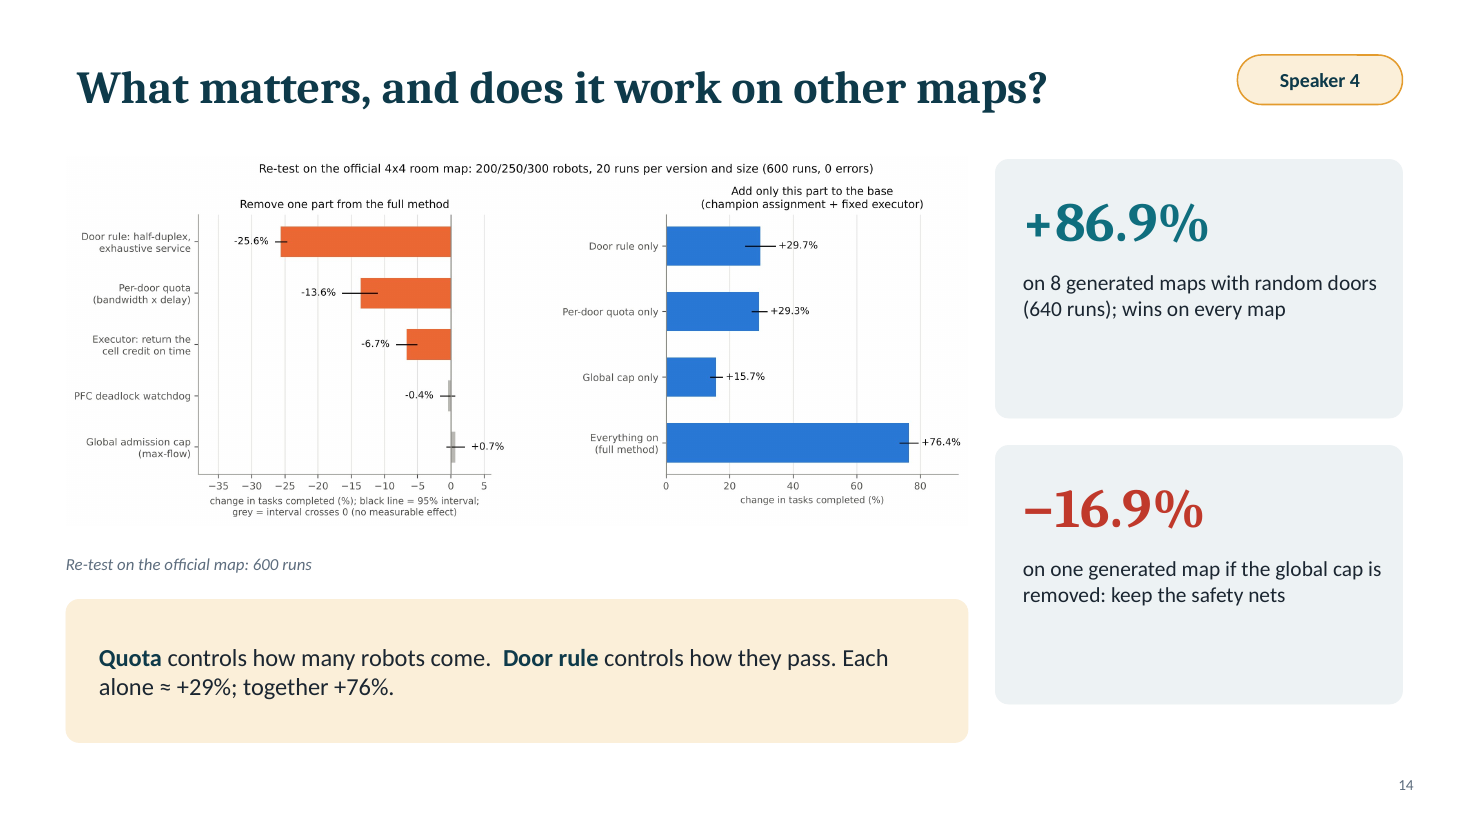 What matters, and does it work on other maps?
Speaker 4
Re-test on the official 4x4 room map: 200/250/300 robots, 20 runs per version and size (600 runs, 0 errors)
Remove one part from the full method
Door rule: half-duplex,
exhaustive service
-25.6%
Per-door quota
(bandwidth x delay)
-13.6%
Executor: return the
cell credit on time
-6.7%
PFC deadlock watchdog
-0.4%
Global admission cap
(max-flow)
+0.7%
−35 −30 −25 −20 −15 −10 −5 0 5
change in tasks completed (%); black line = 95% interval;
grey = interval crosses 0 (no measurable effect)
Add only this part to the base
(champion assignment + fixed executor)
Door rule only
+29.7%
Per-door quota only
+29.3%
Global cap only
+15.7%
Everything on
(full method)
+76.4%
0 20 40 60 80
change in tasks completed (%)
Re-test on the official map: 600 runs
Quota controls how many robots come. Door rule controls how they pass. Each
alone ≈ +29%; together +76%.
+86.9%
on 8 generated maps with random doors
(640 runs); wins on every map
−16.9%
on one generated map if the global cap is
removed: keep the safety nets
14